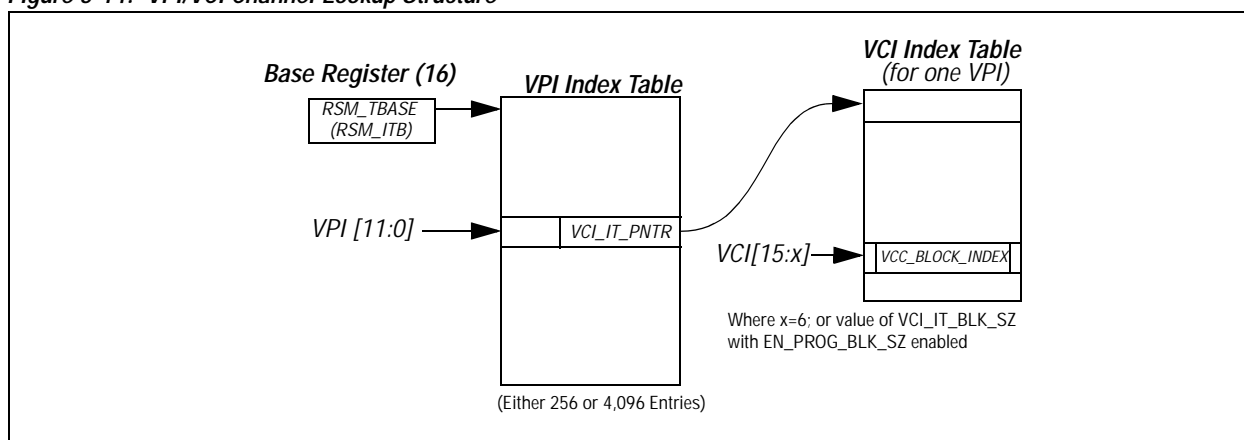 VCI Index Table
(for one VPI)
Base Register (16)
VPI Index Table
RSM_TBASE
(RSM_ITB)
VPI [11:0]
VCI_IT_PNTR
VCI[15:x]
VCC_BLOCK_INDEX
Where x=6; or value of VCI_IT_BLK_SZ
with EN_PROG_BLK_SZ enabled
(Either 256 or 4,096 Entries)